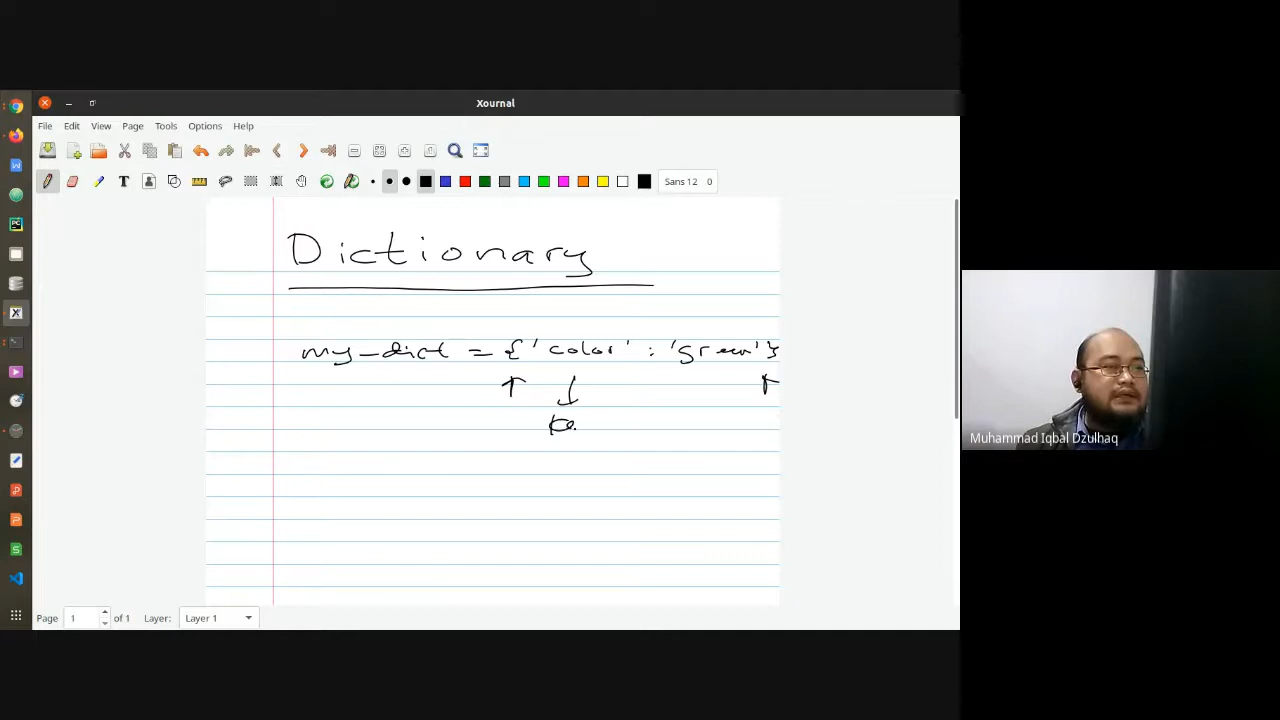 Xournal
File Edit View Page Tools Options Help
Sans 12 0
Dictionary
my_dict = {'color' : 'green'}
ke
Muhammad Iqbal Dzulhaq
Page 1 of 1 Layer: Layer 1